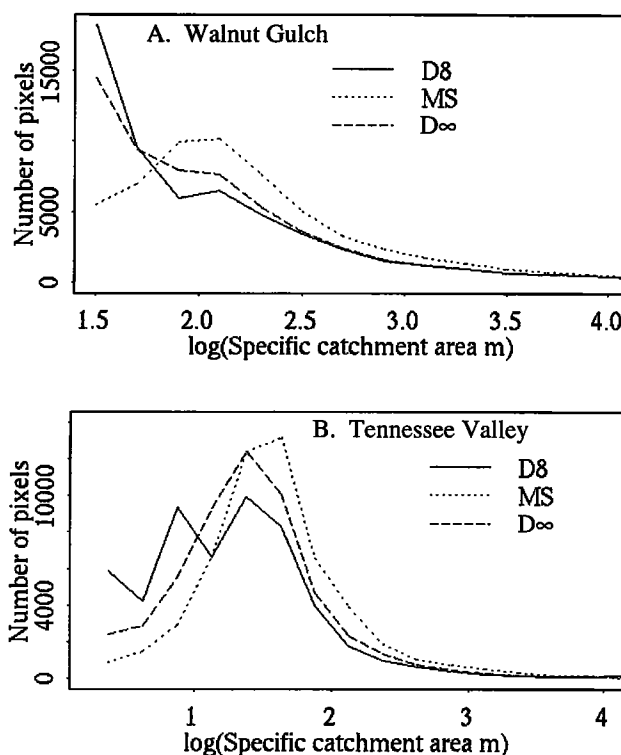 A. Walnut Gulch
D8
MS
D∞
Number of pixels
15000
5000
0
1.5 2.0 2.5 3.0 3.5 4.0
log(Specific catchment area m)
B. Tennessee Valley
D8
MS
D∞
Number of pixels
10000
4000
0
1 2 3 4
log(Specific catchment area m)